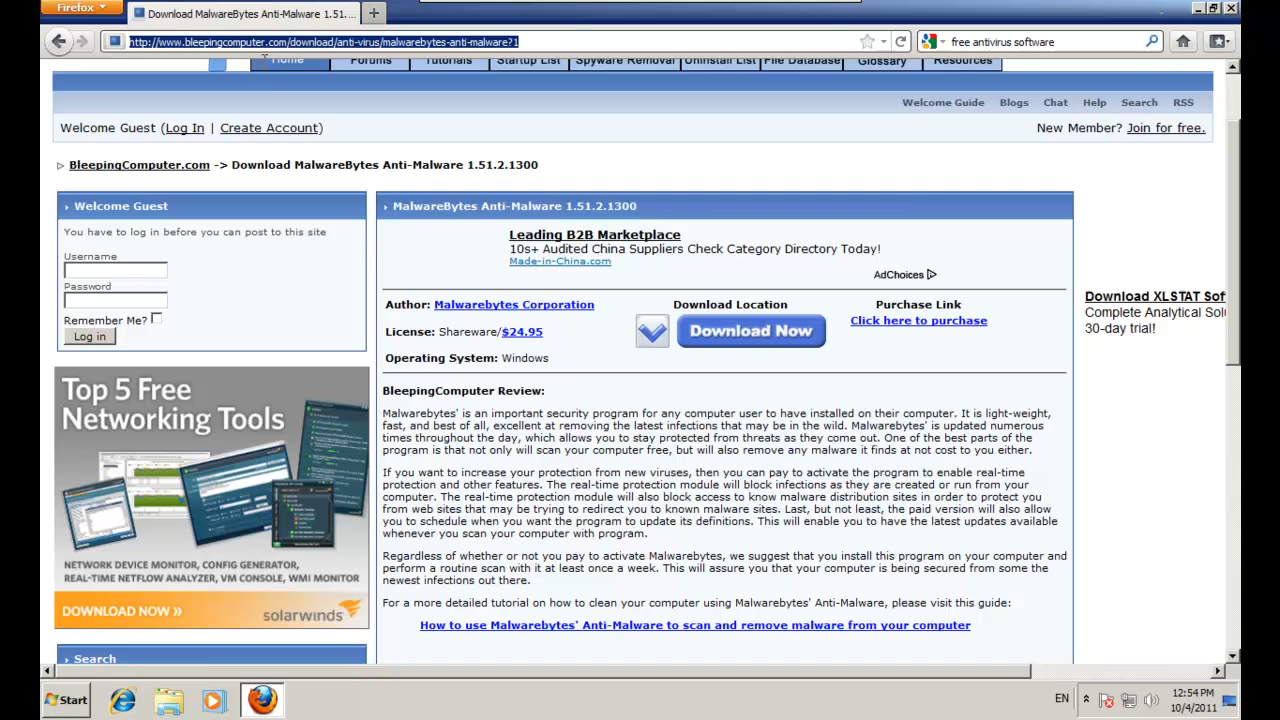 Firefox
Download MalwareBytes Anti-Malware 1.51....
http://www.bleepingcomputer.com/download/anti-virus/malwarebytes-anti-malware?1
free antivirus software
Home Forums Tutorials Startup List Spyware Removal Uninstall List File Database Glossary Resources
Welcome Guide Blogs Chat Help Search RSS
Welcome Guest (Log In | Create Account)
New Member? Join for free.
BleepingComputer.com -> Download MalwareBytes Anti-Malware 1.51.2.1300
Welcome Guest
You have to log in before you can post to this site
Username
Password
Remember Me?
Log in
Top 5 Free
Networking Tools
NETWORK DEVICE MONITOR, CONFIG GENERATOR,
REAL-TIME NETFLOW ANALYZER, VM CONSOLE, WMI MONITOR
DOWNLOAD NOW »
solarwinds
Search
MalwareBytes Anti-Malware 1.51.2.1300
Leading B2B Marketplace
10s+ Audited China Suppliers Check Category Directory Today!
Made-in-China.com
AdChoices
Author: Malwarebytes Corporation
License: Shareware/$24.95
Operating System: Windows
Download Location
Download Now
Purchase Link
Click here to purchase
BleepingComputer Review:
Malwarebytes' is an important security program for any computer user to have installed on their computer. It is light-weight,
fast, and best of all, excellent at removing the latest infections that may be in the wild. Malwarebytes' is updated numerous
times throughout the day, which allows you to stay protected from threats as they come out. One of the best parts of the
program is that not only will scan your computer free, but will also remove any malware it finds at not cost to you either.
If you want to increase your protection from new viruses, then you can pay to activate the program to enable real-time
protection and other features. The real-time protection module will block infections as they are created or run from your
computer. The real-time protection module will also block access to know malware distribution sites in order to protect you
from web sites that may be trying to redirect you to known malware sites. Last, but not least, the paid version will also allow
you to schedule when you want the program to update its definitions. This will enable you to have the latest updates available
whenever you scan your computer with program.
Regardless of whether or not you pay to activate Malwarebytes, we suggest that you install this program on your computer and
perform a routine scan with it at least once a week. This will assure you that your computer is being secured from some the
newest infections out there.
For a more detailed tutorial on how to clean your computer using Malwarebytes' Anti-Malware, please visit this guide:
How to use Malwarebytes' Anti-Malware to scan and remove malware from your computer
Download XLSTAT Sof
Complete Analytical Solu
30-day trial!
Start
EN
12:54 PM
10/4/2011